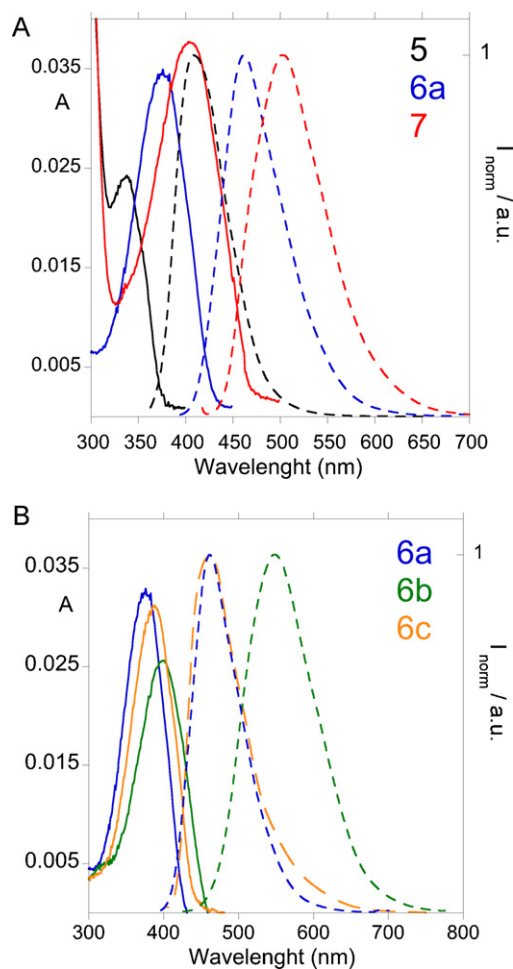 A
5
6a
7
0.035
A
0.025
0.015
0.005
1
I norm / a.u.
300 350 400 450 500 550 600 650 700
Wavelenght (nm)
B
6a
6b
6c
0.035
A
0.025
0.015
0.005
1
I norm / a.u.
300 400 500 600 700 800
Wavelenght (nm)